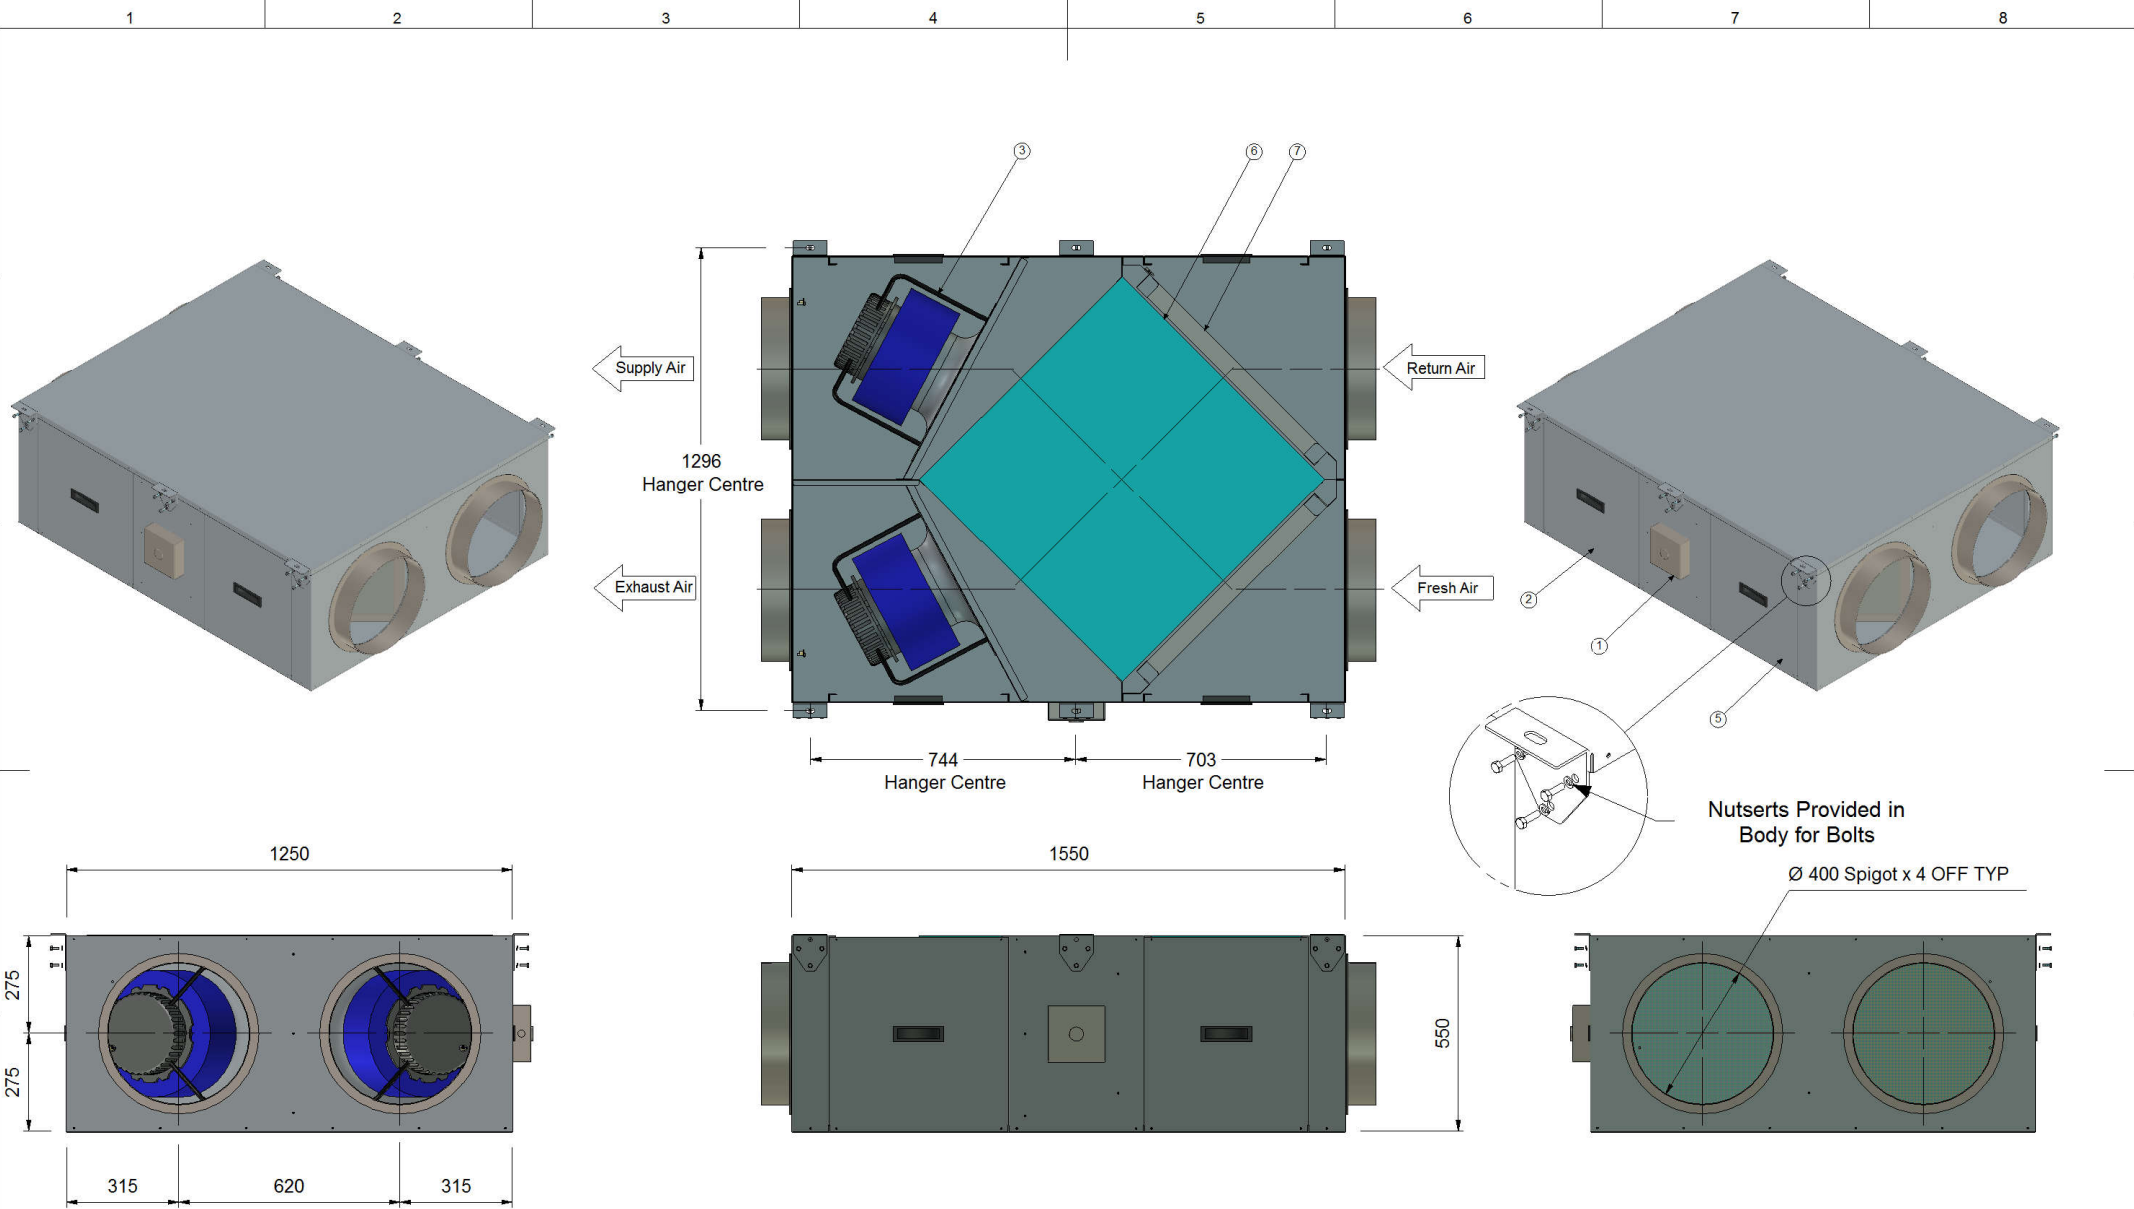 1 2 3 4 5 6 7 8
3
6
7
Supply Air
Return Air
1296
Hanger Centre
Exhaust Air
Fresh Air
2
1
5
744
Hanger Centre
703
Hanger Centre
Nutserts Provided in
Body for Bolts
Ø 400 Spigot x 4 OFF TYP
1250
1550
275
275
550
315
620
315